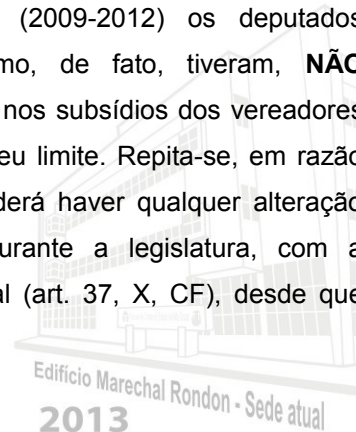 (2009-2012) os deputados
mo, de fato, tiveram, NÃO
nos subsídios dos vereadores
eu limite. Repita-se, em razão
derá haver qualquer alteração
urante a legislatura, com a
al (art. 37, X, CF), desde que
Edifício Marechal Rondon - Sede atual
2013